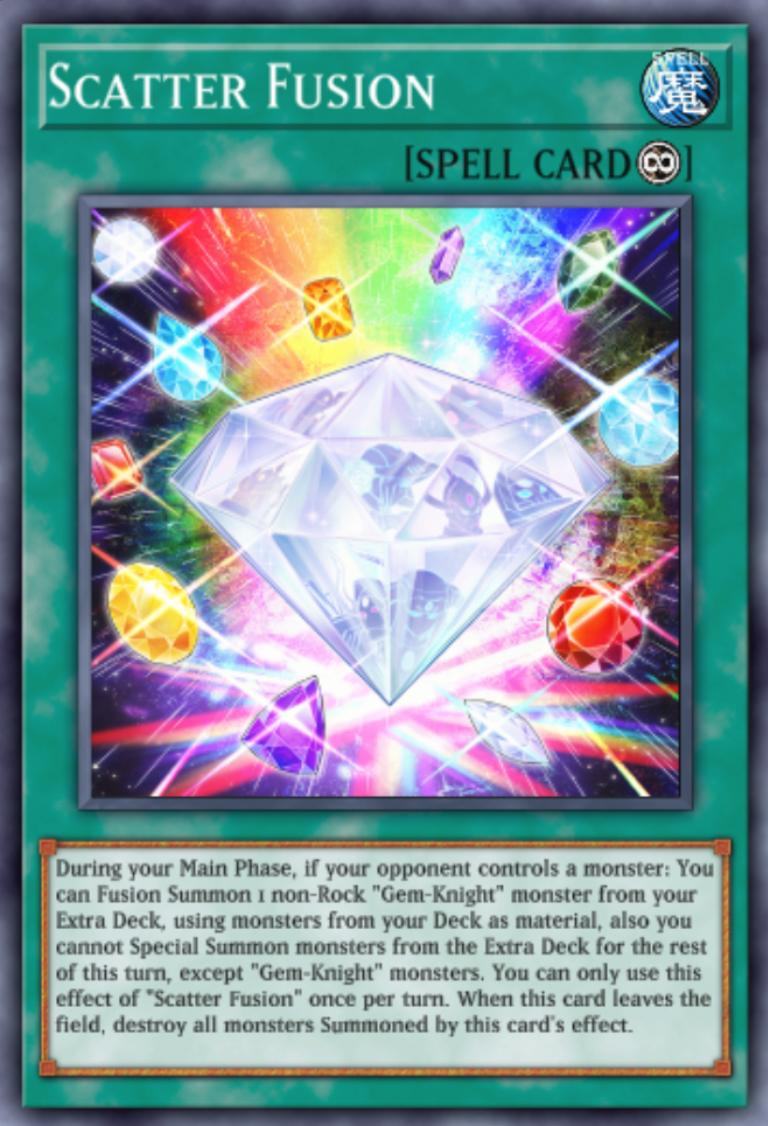 Scatter Fusion
SPELL
魔
[SPELL CARD]
During your Main Phase, if your opponent controls a monster: You
can Fusion Summon 1 non-Rock "Gem-Knight" monster from your
Extra Deck, using monsters from your Deck as material, also you
cannot Special Summon monsters from the Extra Deck for the rest
of this turn, except "Gem-Knight" monsters. You can only use this
effect of "Scatter Fusion" once per turn. When this card leaves the
field, destroy all monsters Summoned by this card's effect.